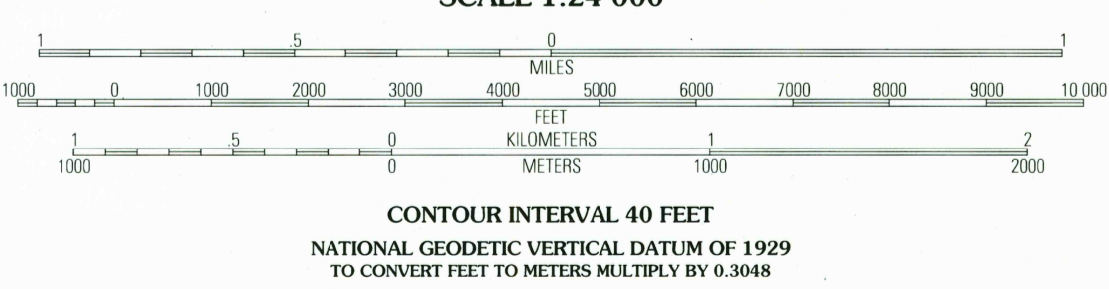 SCALE 1:24 000
1 .5 0 1
MILES
1000 0 1000 2000 3000 4000 5000 6000 7000 8000 9000 10 000
FEET
1 .5 0 KILOMETERS 1 2
1000 0 METERS 1000 2000
CONTOUR INTERVAL 40 FEET
NATIONAL GEODETIC VERTICAL DATUM OF 1929
TO CONVERT FEET TO METERS MULTIPLY BY 0.3048